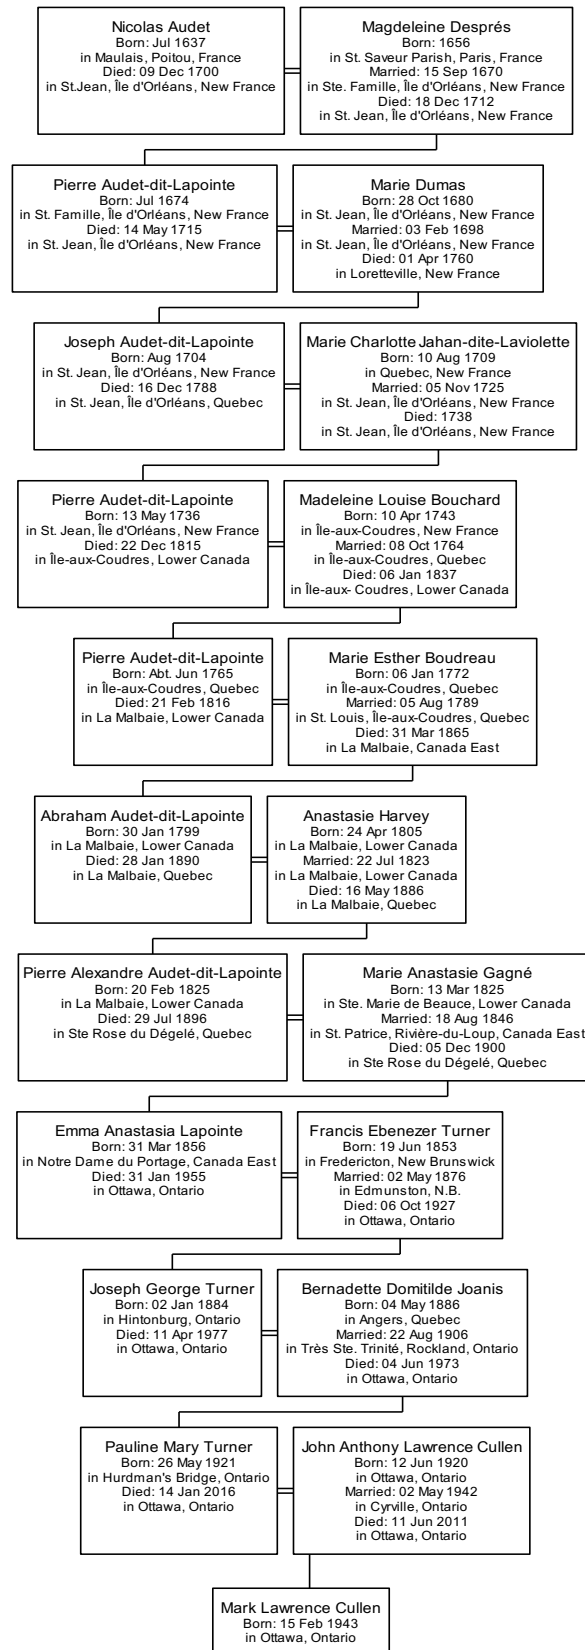 Nicolas Audet
Born: Jul 1637
in Maulais, Poitou, France
Died: 09 Dec 1700
in St.Jean, Île d'Orléans, New France
Magdeleine Després
Born: 1656
in St. Saveur Parish, Paris, France
Married: 15 Sep 1670
in Ste. Famille, Île d'Orléans, New France
Died: 18 Dec 1712
in St. Jean, Île d'Orléans, New France
Pierre Audet-dit-Lapointe
Born: Jul 1674
in St. Famille, Île d'Orléans, New France
Died: 14 May 1715
in St. Jean, Île d'Orléans, New France
Marie Dumas
Born: 28 Oct 1680
in St. Jean, Île d'Orléans, New France
Married: 03 Feb 1698
in St. Jean, Île d'Orléans, New France
Died: 01 Apr 1760
in Loretteville, New France
Joseph Audet-dit-Lapointe
Born: Aug 1704
in St. Jean, Île d'Orléans, New France
Died: 16 Dec 1788
in St. Jean, Île d'Orléans, Quebec
Marie Charlotte Jahan-dite-Laviolette
Born: 10 Aug 1709
in Quebec, New France
Married: 05 Nov 1725
in St. Jean, Île d'Orléans, New France
Died: 1738
in St. Jean, Île d'Orléans, New France
Pierre Audet-dit-Lapointe
Born: 13 May 1736
in St. Jean, Île d'Orléans, New France
Died: 22 Dec 1815
in Île-aux-Coudres, Lower Canada
Madeleine Louise Bouchard
Born: 10 Apr 1743
in Île-aux-Coudres, New France
Married: 08 Oct 1764
in Île-aux-Coudres, Quebec
Died: 06 Jan 1837
in Île-aux- Coudres, Lower Canada
Pierre Audet-dit-Lapointe
Born: Abt. Jun 1765
in Île-aux-Coudres, Quebec
Died: 21 Feb 1816
in La Malbaie, Lower Canada
Marie Esther Boudreau
Born: 06 Jan 1772
in Île-aux-Coudres, Quebec
Married: 05 Aug 1789
in St. Louis, Île-aux-Coudres, Quebec
Died: 31 Mar 1865
in La Malbaie, Canada East
Abraham Audet-dit-Lapointe
Born: 30 Jan 1799
in La Malbaie, Lower Canada
Died: 28 Jan 1890
in La Malbaie, Quebec
Anastasie Harvey
Born: 24 Apr 1805
in La Malbaie, Lower Canada
Married: 22 Jul 1823
in La Malbaie, Lower Canada
Died: 16 May 1886
in La Malbaie, Quebec
Pierre Alexandre Audet-dit-Lapointe
Born: 20 Feb 1825
in La Malbaie, Lower Canada
Died: 29 Jul 1896
in Ste Rose du Dégelé, Quebec
Marie Anastasie Gagné
Born: 13 Mar 1825
in Ste. Marie de Beauce, Lower Canada
Married: 18 Aug 1846
in St. Patrice, Rivière-du-Loup, Canada East
Died: 05 Dec 1900
in Ste Rose du Dégelé, Quebec
Emma Anastasia Lapointe
Born: 31 Mar 1856
in Notre Dame du Portage, Canada East
Died: 31 Jan 1955
in Ottawa, Ontario
Francis Ebenezer Turner
Born: 19 Jun 1853
in Fredericton, New Brunswick
Married: 02 May 1876
in Edmunston, N.B.
Died: 06 Oct 1927
in Ottawa, Ontario
Joseph George Turner
Born: 02 Jan 1884
in Hintonburg, Ontario
Died: 11 Apr 1977
in Ottawa, Ontario
Bernadette Domitilde Joanis
Born: 04 May 1886
in Angers, Quebec
Married: 22 Aug 1906
in Très Ste. Trinité, Rockland, Ontario
Died: 04 Jun 1973
in Ottawa, Ontario
Pauline Mary Turner
Born: 26 May 1921
in Hurdman's Bridge, Ontario
Died: 14 Jan 2016
in Ottawa, Ontario
John Anthony Lawrence Cullen
Born: 12 Jun 1920
in Ottawa, Ontario
Married: 02 May 1942
in Cyrville, Ontario
Died: 11 Jun 2011
in Ottawa, Ontario
Mark Lawrence Cullen
Born: 15 Feb 1943
in Ottawa, Ontario